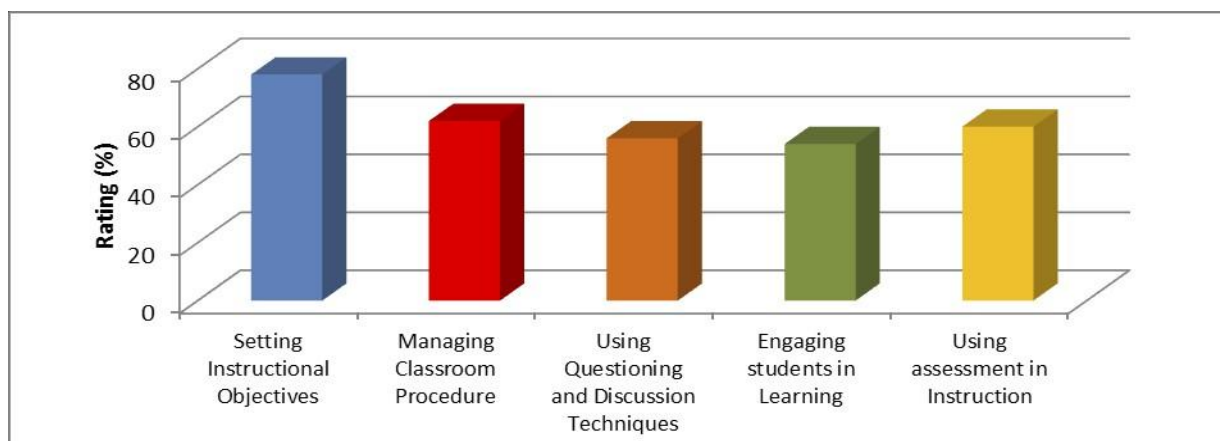 80
60
40
20
0
Rating (%)
Setting
Instructional
Objectives
Managing
Classroom
Procedure
Using
Questioning
and Discussion
Techniques
Engaging
students in
Learning
Using
assessment in
Instruction